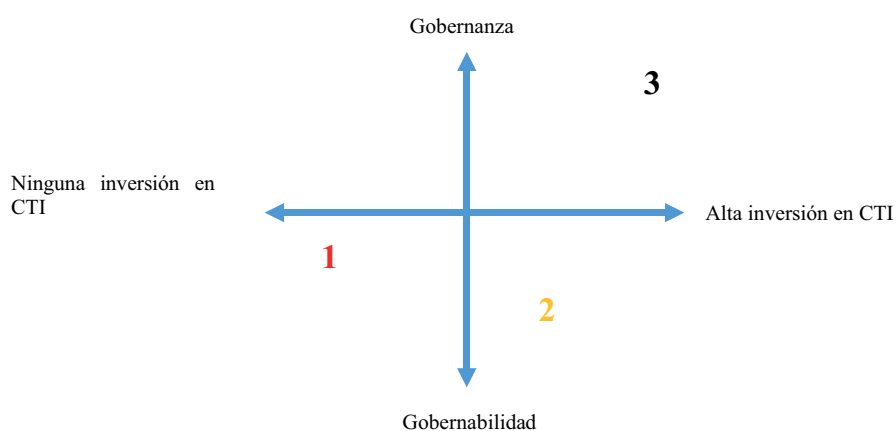 Gobernanza
3
Ninguna inversión en
CTI
Alta inversión en CTI
1
2
Gobernabilidad